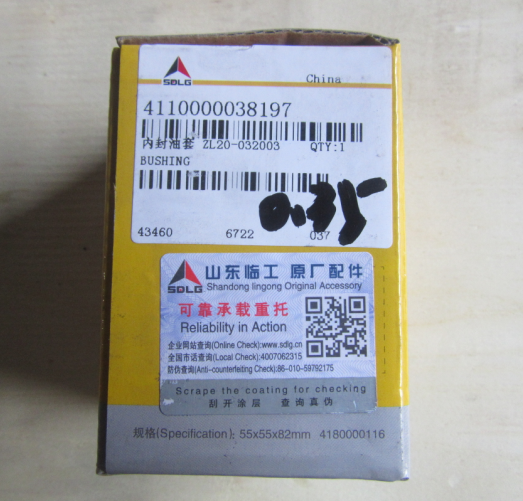 SDLG
China
4110000038197
内封油套 ZL20-032003 QTY:1
BUSHING
0.35
43460 6722 037
SDLG
山东临工 原厂配件
Shandong lingong Original Accessory
可靠承载重托
Reliability in Action
企业网站查询(Online Check):www.sdlg.cn
全国市话查询(Local Check):4007062315
防伪查询(Anti-counterfeiting Check):86-010-59792175
Scrape the coating for checking
刮开涂层 查询真伪
规格(Specification): 55x55x82mm 4180000116